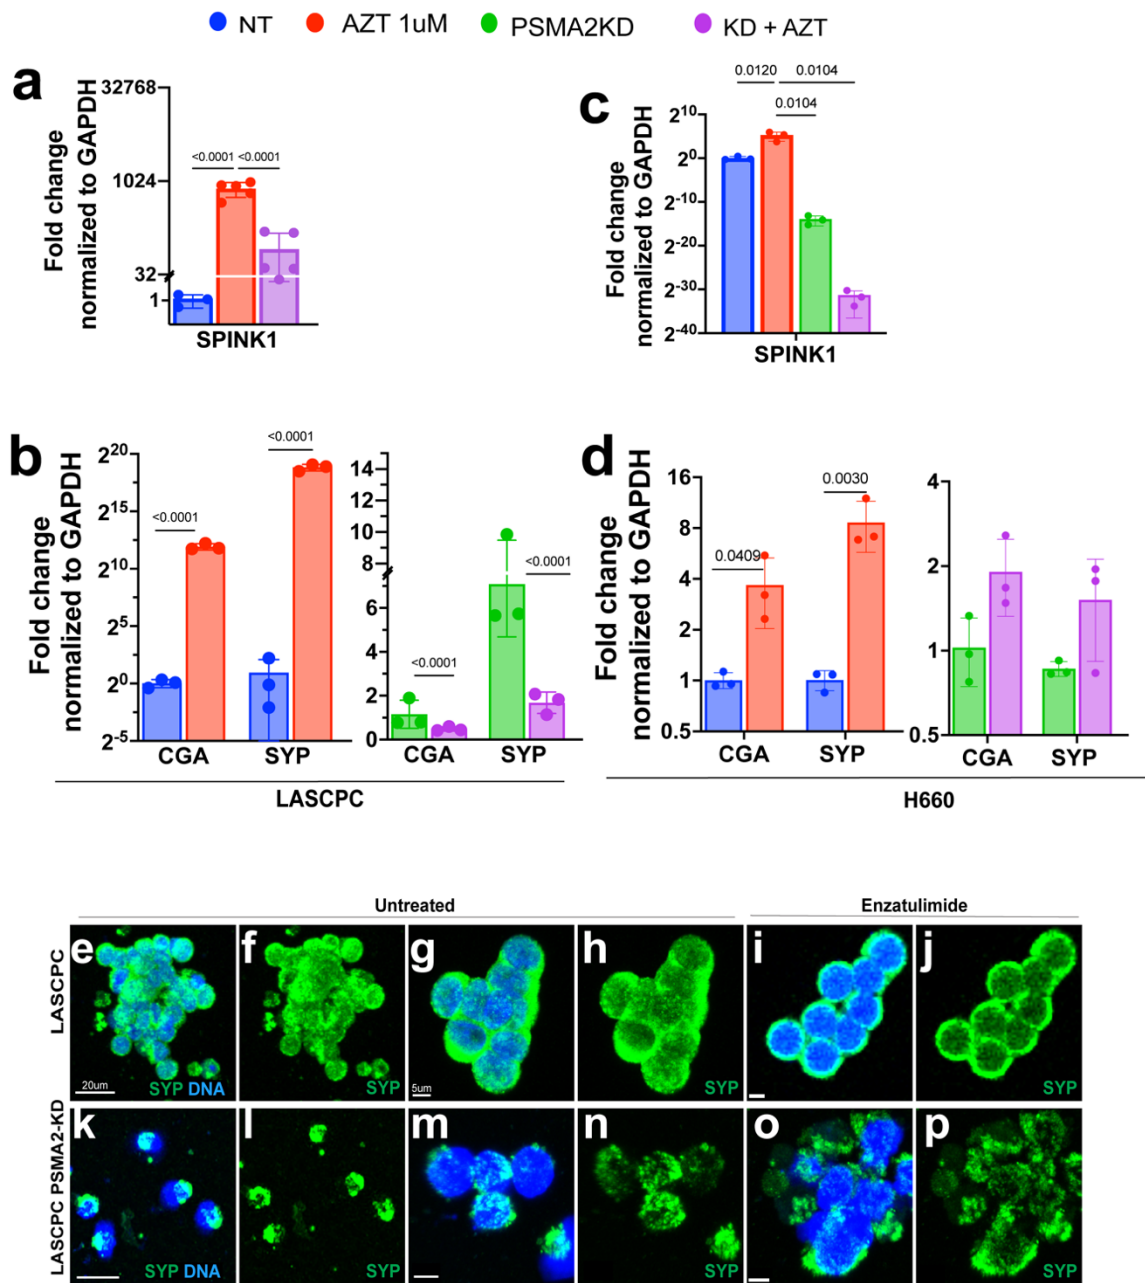 NT AZT 1uM PSMA2KD KD + AZT
a
Fold change
normalized to GAPDH
32768
1024
32
1
<0.0001 <0.0001
SPINK1
c
Fold change
normalized to GAPDH
2^10
2^0
2^-10
2^-20
2^-30
2^-40
0.0120 0.0104
0.0104
SPINK1
b
Fold change
normalized to GAPDH
2^20
2^15
2^10
2^5
2^0
2^-5
<0.0001
<0.0001
CGA SYP
14
12
10
8
6
4
2
0
<0.0001
<0.0001
CGA SYP
LASCPC
d
Fold change
normalized to GAPDH
16
8
4
2
1
0.5
0.0409
0.0030
CGA SYP
4
2
1
0.5
CGA SYP
H660
Untreated Enzatulimide
LASCPC
e f g h i j
20um SYP DNA SYP 5um SYP SYP
LASCPC PSMA2-KD
k l m n o p
SYP DNA SYP SYP SYP